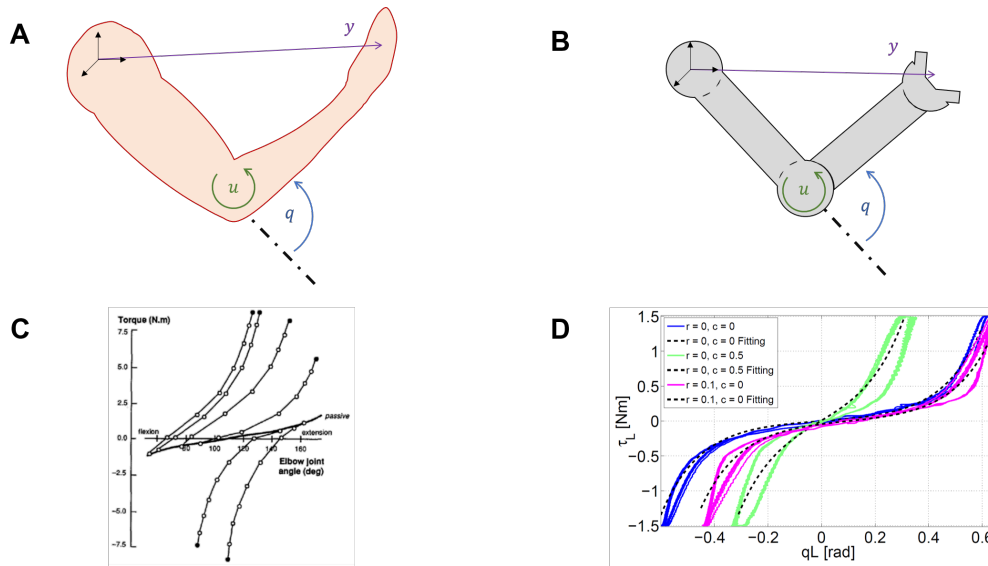 A
y
u
q
B
y
u
q
C
Torque (N.m)
7.5
5.0
2.5
0.0
-2.5
-5.0
-7.5
flexion
passive
extension
60 80 100 120 140 160
Elbow joint
angle (deg)
D
r = 0, c = 0
r = 0, c = 0 Fitting
r = 0, c = 0.5
r = 0, c = 0.5 Fitting
r = 0.1, c = 0
r = 0.1, c = 0 Fitting
1.5
1
0.5
0
−0.5
−1
−1.5
τL [Nm]
−0.4 −0.2 0 0.2 0.4 0.6
qL [rad]